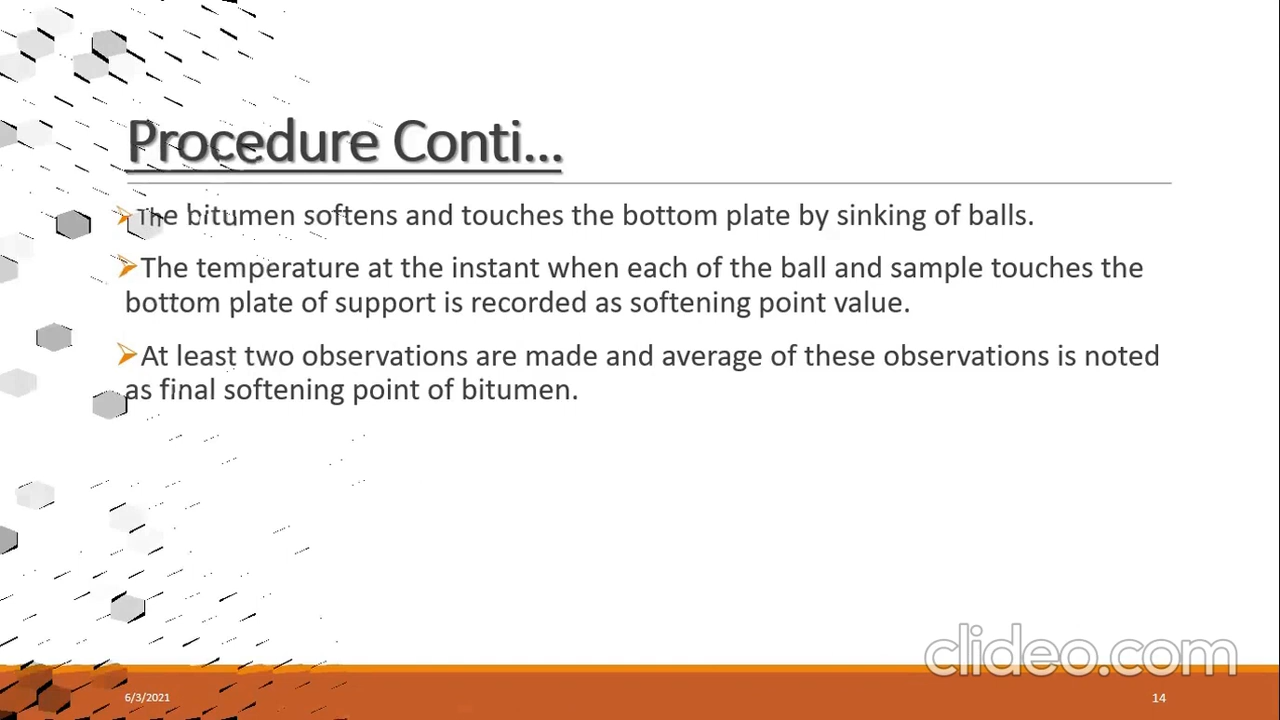 Procedure Conti...
The bitumen softens and touches the bottom plate by sinking of balls.
The temperature at the instant when each of the ball and sample touches the
bottom plate of support is recorded as softening point value.
At least two observations are made and average of these observations is noted
as final softening point of bitumen.
clideo.com
6/3/2021
14